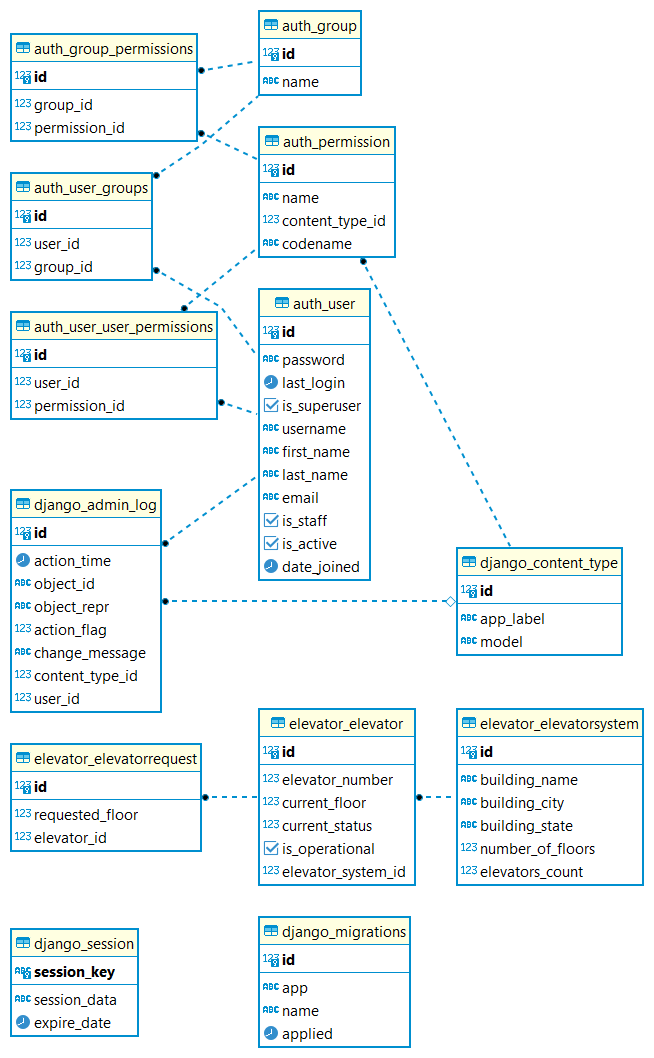 auth_group_permissions
123 id
123 group_id
123 permission_id
auth_group
123 id
ABC name
auth_permission
123 id
ABC name
123 content_type_id
ABC codename
auth_user_groups
123 id
123 user_id
123 group_id
auth_user_user_permissions
123 id
123 user_id
123 permission_id
auth_user
123 id
ABC password
last_login
is_superuser
ABC username
ABC first_name
ABC last_name
ABC email
is_staff
is_active
date_joined
django_admin_log
123 id
action_time
ABC object_id
ABC object_repr
123 action_flag
ABC change_message
123 content_type_id
123 user_id
django_content_type
123 id
ABC app_label
ABC model
elevator_elevatorrequest
123 id
123 requested_floor
123 elevator_id
elevator_elevator
123 id
123 elevator_number
123 current_floor
123 current_status
is_operational
123 elevator_system_id
elevator_elevatorsystem
123 id
ABC building_name
ABC building_city
ABC building_state
123 number_of_floors
123 elevators_count
django_session
ABC session_key
ABC session_data
expire_date
django_migrations
123 id
ABC app
ABC name
applied